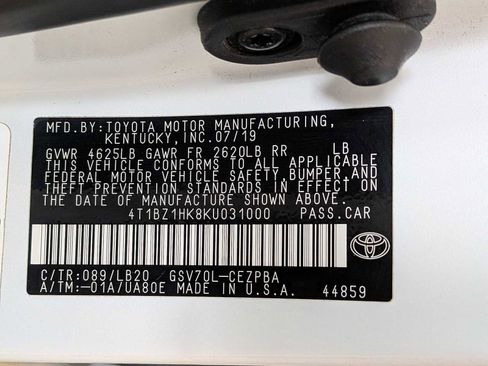 MFD.BY:TOYOTA MOTOR MANUFACTURING,
KENTUCKY, INC.07/19
GVWR 4625LB GAWR FR 2620LB RR LB
THIS VEHICLE CONFORMS TO ALL APPLICABLE
FEDERAL MOTOR VEHICLE SAFETY, BUMPER, AND
THEFT PREVENTION STANDARDS IN EFFECT ON
THE DATE OF MANUFACTURE SHOWN ABOVE.
4T1BZ1HK8KU031000 PASS.CAR
C/TR:089/LB20 GSV70L-CEZPBA
A/TM:-01A/UA80E MADE IN U.S.A. 44859